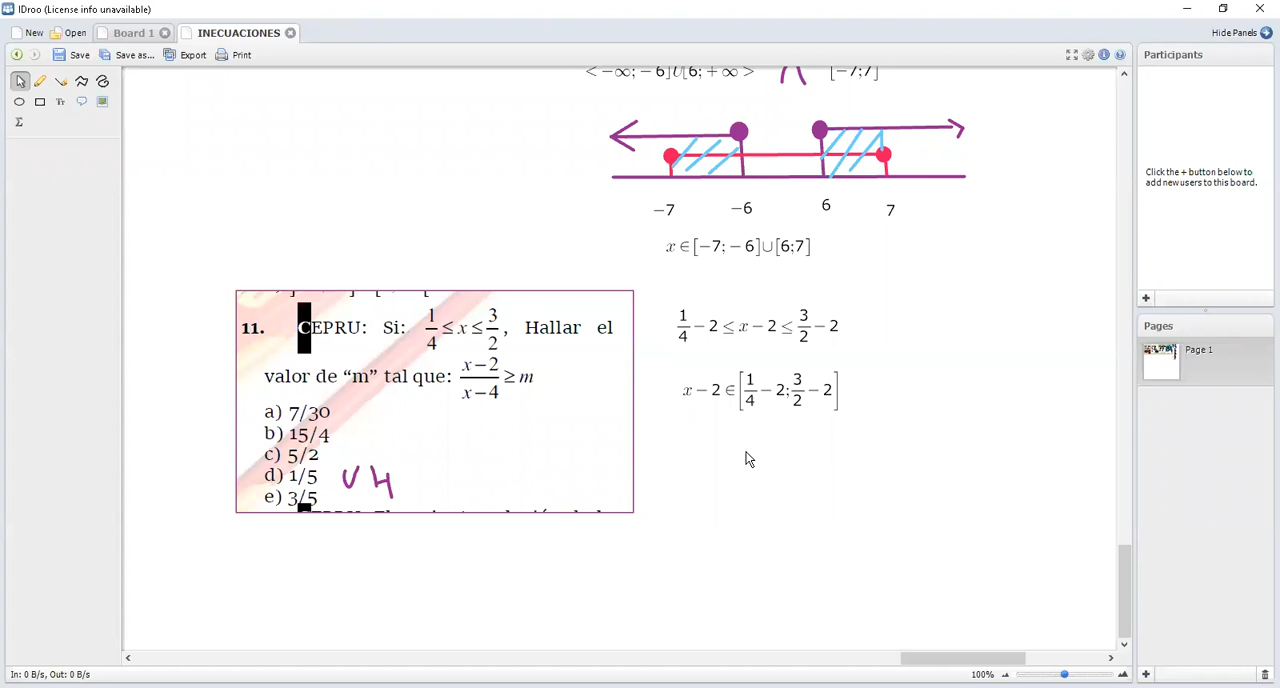 IDroo (License info unavailable)
New Open Board 1 INECUACIONES Hide Panels
Save Save as... Export Print
Participants
Click the + button below to
add new users to this board.
Pages
Page 1
< −∞; − 6]U[6; + ∞ > ∧ [−7;7]
−7 −6 6 7
x ∈ [−7; − 6]∪[6;7]
11. CEPRU: Si: 1/4 ≤ x ≤ 3/2, Hallar el
valor de “m” tal que: (x−2)/(x−4) ≥ m
a) 7/30
b) 15/4
c) 5/2
d) 1/5
e) 3/5
1/4 − 2 ≤ x − 2 ≤ 3/2 − 2
x − 2 ∈ [1/4 − 2; 3/2 − 2]
In: 0 B/s, Out: 0 B/s 100%